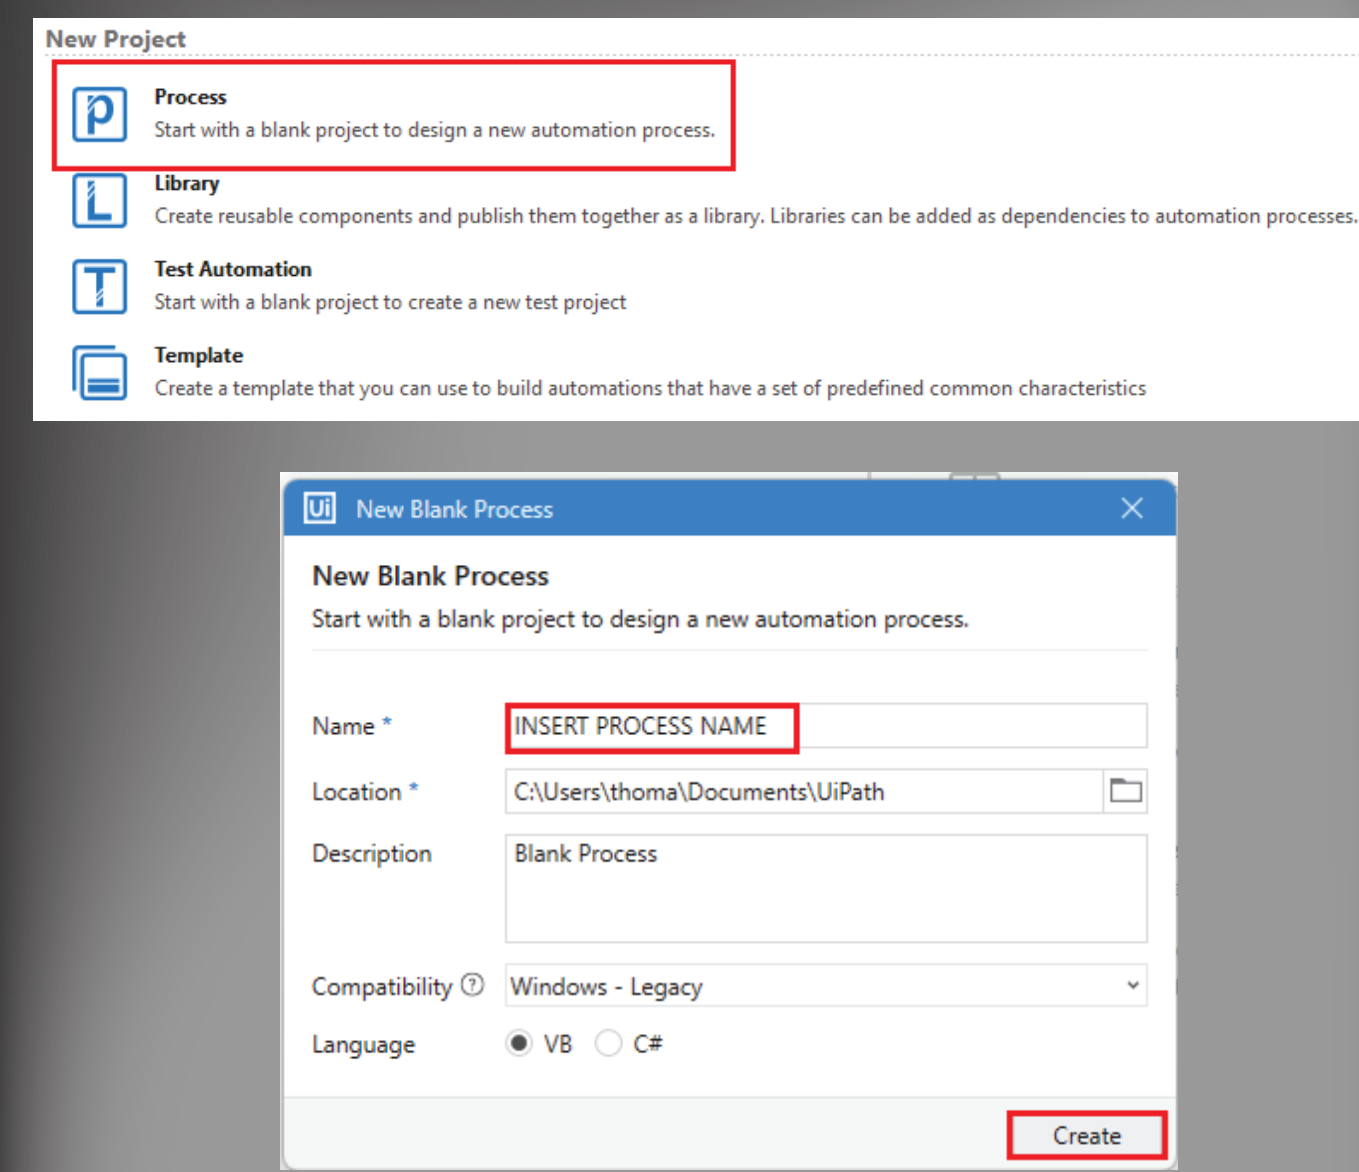 New Project
Process
Start with a blank project to design a new automation process.
Library
Create reusable components and publish them together as a library. Libraries can be added as dependencies to automation processes.
Test Automation
Start with a blank project to create a new test project
Template
Create a template that you can use to build automations that have a set of predefined common characteristics
Ui New Blank Process
New Blank Process
Start with a blank project to design a new automation process.
Name * INSERT PROCESS NAME
Location * C:\Users\thoma\Documents\UiPath
Description Blank Process
Compatibility ? Windows - Legacy
Language VB C#
Create